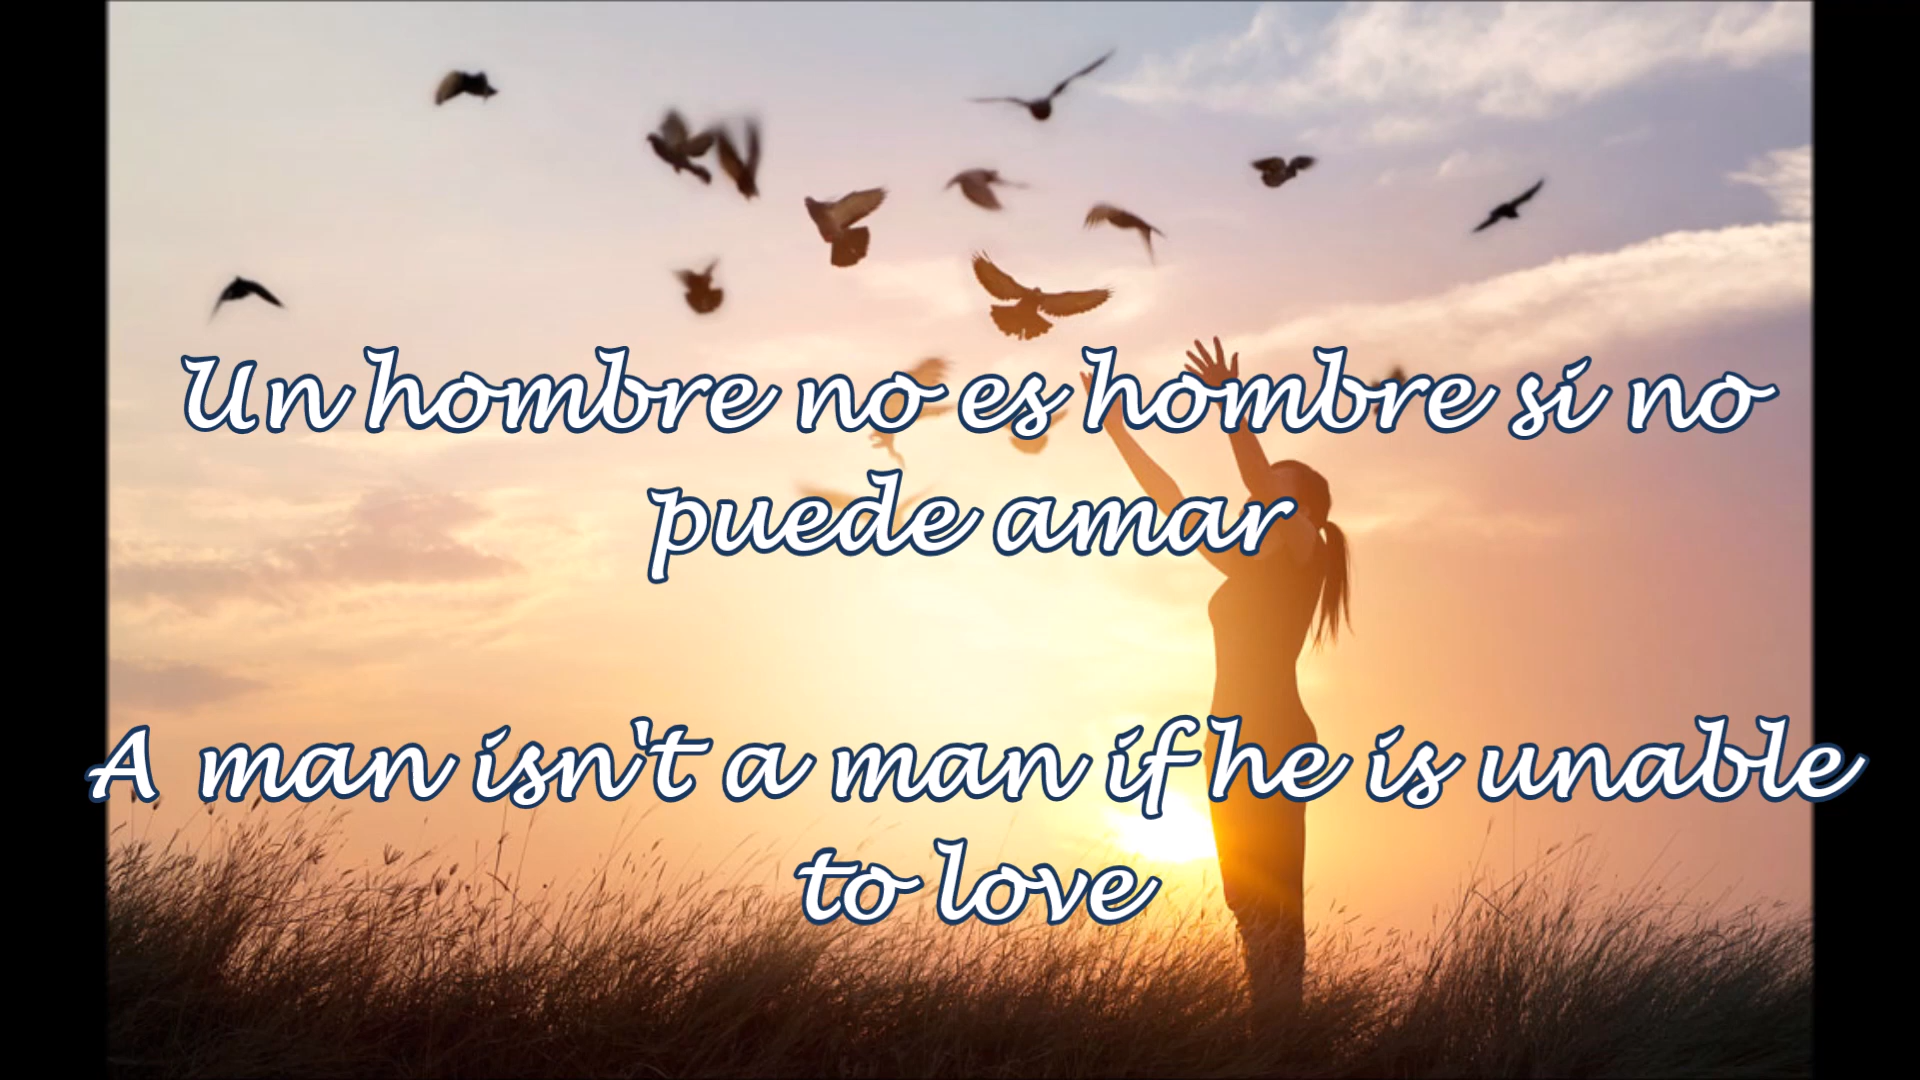 Un hombre no es hombre si no
puede amar
A man isn't a man if he is unable
to love